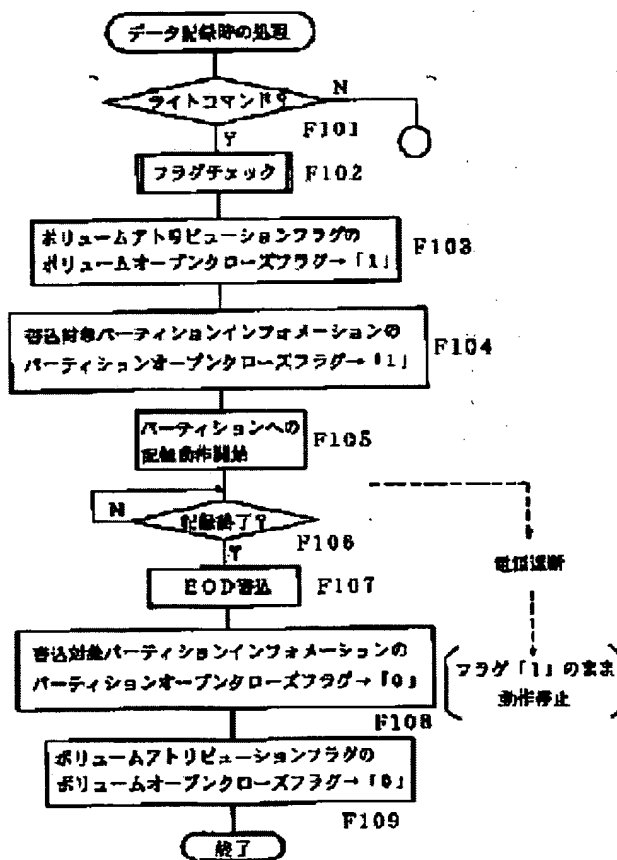 データ記録時の処理
ライトコマンド?
N
F101
Y
フラグチェック
F102
ボリュームアトリビューションフラグの
ボリュームオープンクローズフラグ→「1」
F103
書込対象パーティションインフォメーションの
パーティションオープンクローズフラグ→「1」
F104
パーティションへの
記録動作開始
F105
N
記録終了?
F106
Y
電源遮断
EOD書込
F107
書込対象パーティションインフォメーションの
パーティションオープンクローズフラグ→「0」
フラグ「1」のまま
動作停止
F108
ボリュームアトリビューションフラグの
ボリュームオープンクローズフラグ→「0」
F109
終了